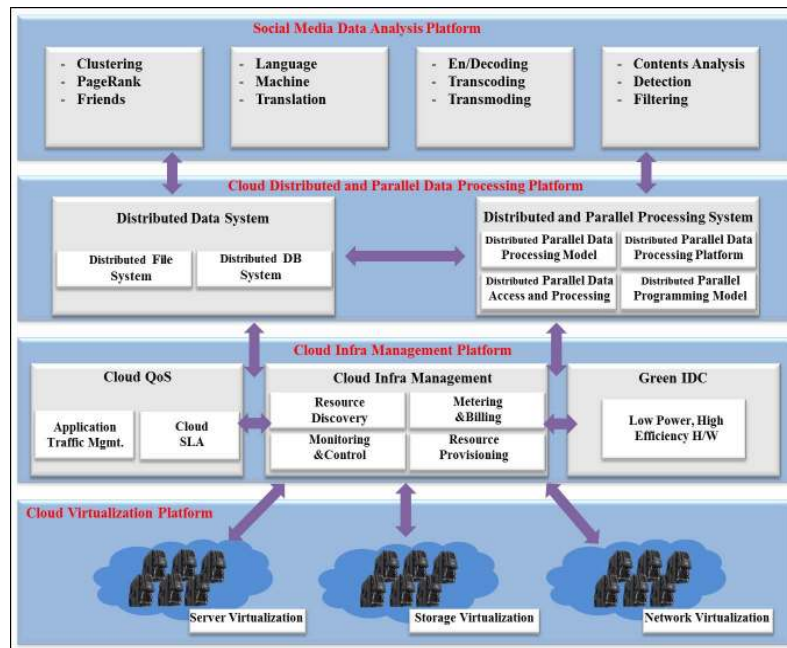 Social Media Data Analysis Platform
- Clustering
- PageRank
- Friends
- Language
- Machine
- Translation
- En/Decoding
- Transcoding
- Transmoding
- Contents Analysis
- Detection
- Filtering
Cloud Distributed and Parallel Data Processing Platform
Distributed Data System
Distributed File
System
Distributed DB
System
Distributed and Parallel Processing System
Distributed Parallel Data
Processing Model
Distributed Parallel Data
Processing Platform
Distributed Parallel Data
Access and Processing
Distributed Parallel
Programming Model
Cloud Infra Management Platform
Cloud QoS
Application
Traffic Mgmt.
Cloud
SLA
Cloud Infra Management
Resource
Discovery
Metering
&Billing
Monitoring
&Control
Resource
Provisioning
Green IDC
Low Power, High
Efficiency H/W
Cloud Virtualization Platform
Server Virtualization
Storage Virtualization
Network Virtualization